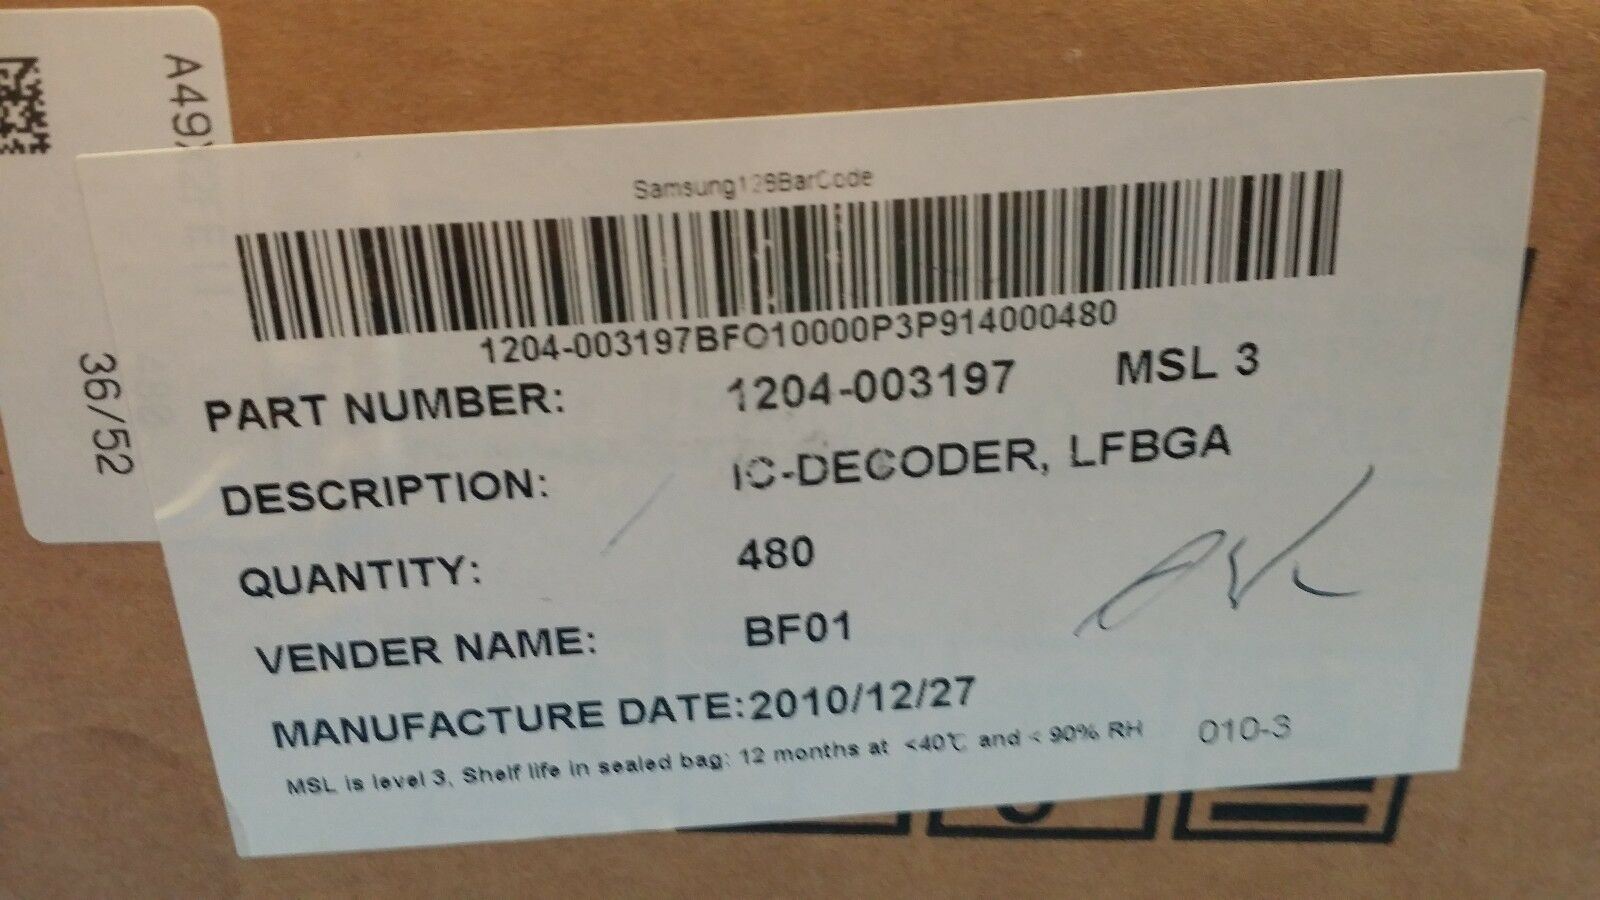 Samsung128BarCode
1204-003197BFO10000P3P914000480
PART NUMBER: 1204-003197 MSL 3
DESCRIPTION: IC-DECODER, LFBGA
QUANTITY: 480
VENDER NAME: BF01
MANUFACTURE DATE:2010/12/27
MSL is level 3, Shelf life in sealed bag: 12 months at <40℃ and < 90% RH 010-3
36/52